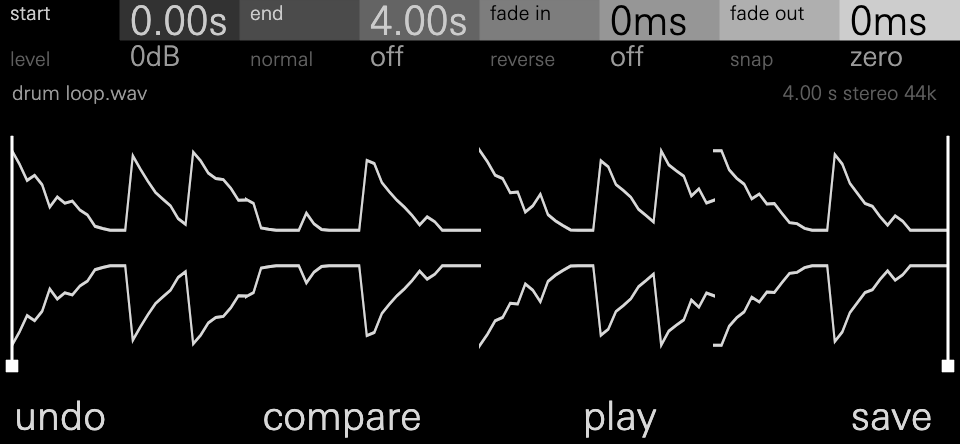 start 0.00s end 4.00s fade in 0ms fade out 0ms
level 0dB normal off reverse off snap zero
drum loop.wav 4.00 s stereo 44k
undo compare play save